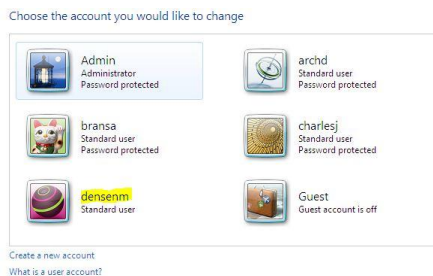 Choose the account you would like to change
Admin
Administrator
Password protected
archd
Standard user
Password protected
bransa
Standard user
Password protected
charlesj
Standard user
Password protected
densenm
Standard user
Guest
Guest account is off
Create a new account
What is a user account?